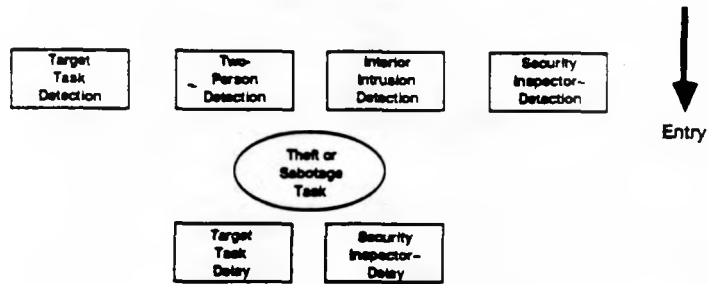 Target
Task
Detection
Two-
Person
Detection
Interior
Intrusion
Detection
Security
Inspector-
Detection
Entry
Theft or
Sabotage
Task
Target
Task
Delay
Security
Inspector-
Delay